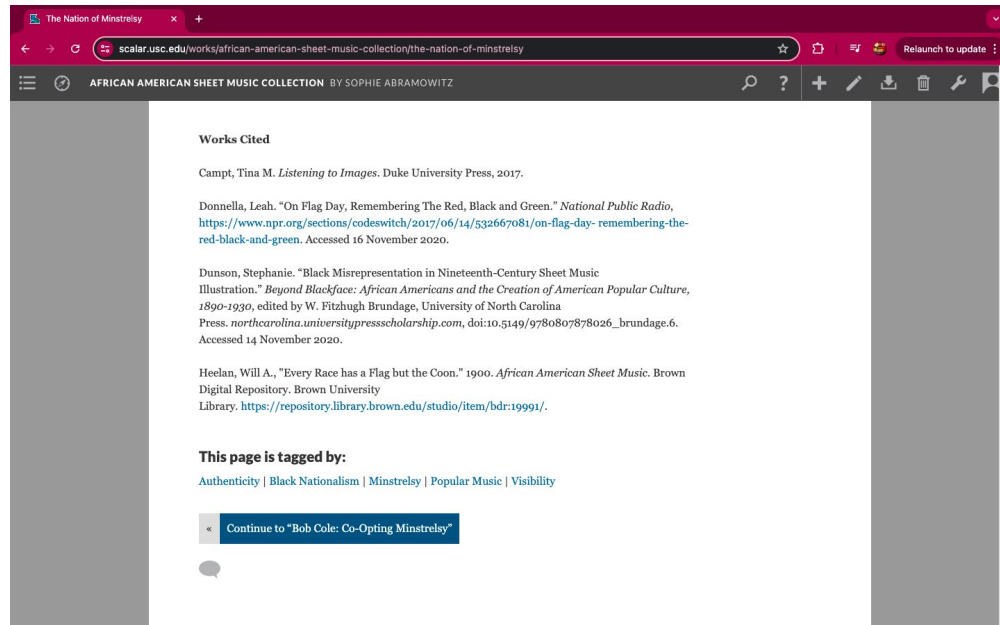 The Nation of Minstrelsy
scalar.usc.edu/works/african-american-sheet-music-collection/the-nation-of-minstrelsy
Relaunch to update
AFRICAN AMERICAN SHEET MUSIC COLLECTION BY SOPHIE ABRAMOWITZ
Works Cited
Campt, Tina M. Listening to Images. Duke University Press, 2017.
Donnella, Leah. “On Flag Day, Remembering The Red, Black and Green.” National Public Radio,
https://www.npr.org/sections/codeswitch/2017/06/14/532667081/on-flag-day- remembering-the-
red-black-and-green. Accessed 16 November 2020.
Dunson, Stephanie. “Black Misrepresentation in Nineteenth-Century Sheet Music
Illustration.” Beyond Blackface: African Americans and the Creation of American Popular Culture,
1890-1930, edited by W. Fitzhugh Brundage, University of North Carolina
Press. northcarolina.universitypressscholarship.com, doi:10.5149/9780807878026_brundage.6.
Accessed 14 November 2020.
Heelan, Will A., "Every Race has a Flag but the Coon." 1900. African American Sheet Music. Brown
Digital Repository. Brown University
Library. https://repository.library.brown.edu/studio/item/bdr:19991/.
This page is tagged by:
Authenticity | Black Nationalism | Minstrelsy | Popular Music | Visibility
« Continue to “Bob Cole: Co-Opting Minstrelsy”